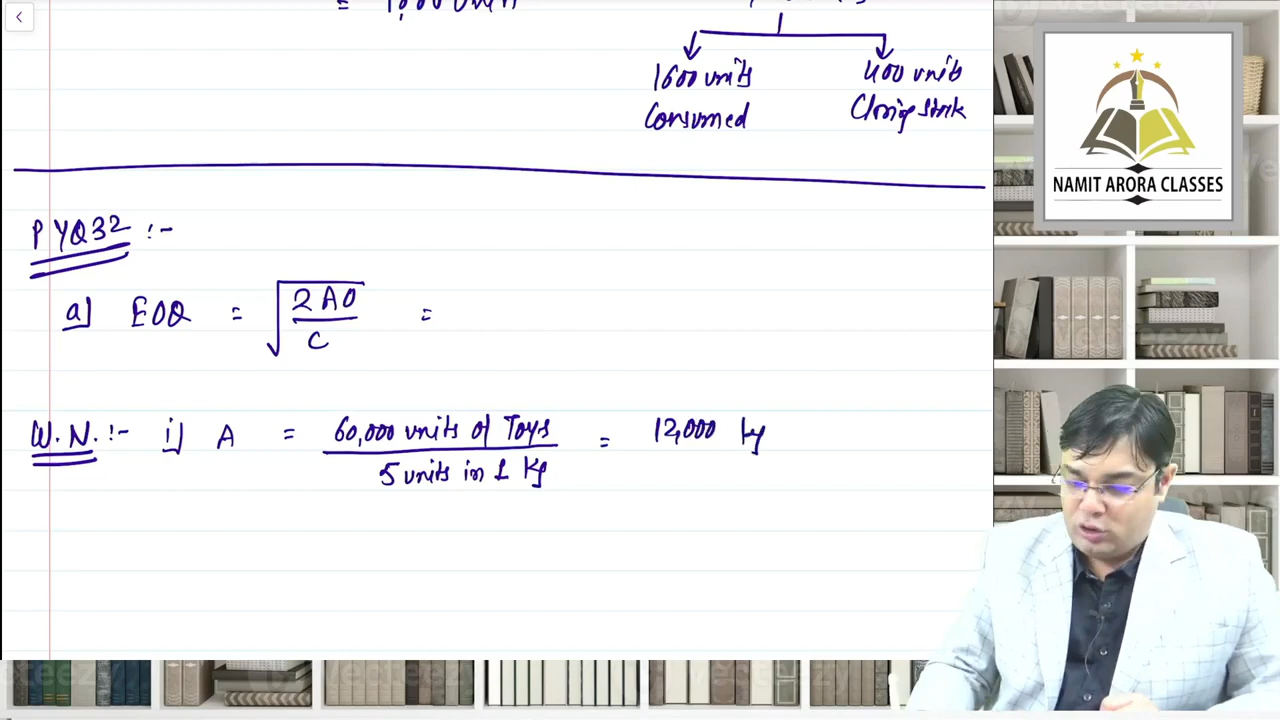 1600 units
Consumed
400 units
Closing stock
NAMIT ARORA CLASSES
PYQ32 :-
a] EOQ = √ 2AO / C =
W.N. :- i] A = 60,000 units of Toys / 5 units in 1 Kg = 12,000 kg